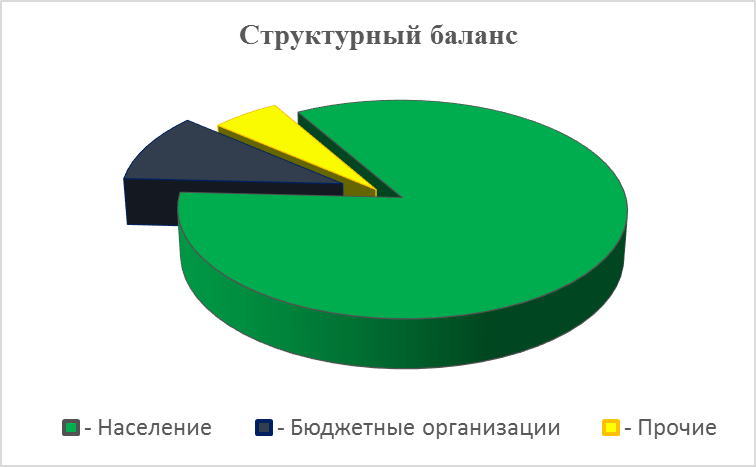 Структурный баланс
- Население - Бюджетные организации - Прочие